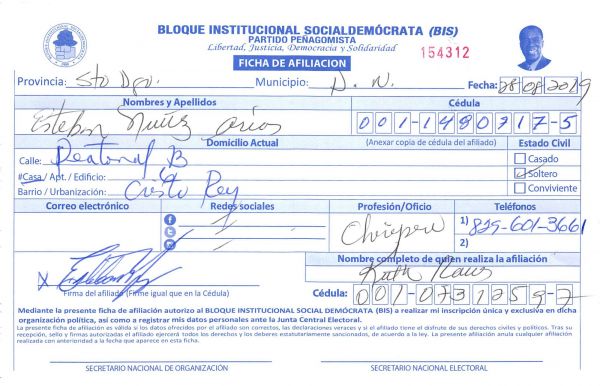 BLOQUE INSTITUCIONAL SOCIALDEMÓCRATA (BIS)
PARTIDO PEÑAGOMISTA
Libertad, Justicia, Democracia y Solidaridad
154312
FICHA DE AFILIACION
Provincia: Sto Dgo. Municipio: D. N. Fecha: 28/08/2019
Nombres y Apellidos Cédula
Esteban Nuñez Arias 001-1490717-5
Domicilio Actual (Anexar copia de cédula del afiliado) Estado Civil
Calle: Peatonal B Casado
#Casa / Apt. / Edificio: Soltero
Barrio / Urbanización: Cristo Rey Conviviente
Correo electrónico Redes sociales Profesión/Oficio Teléfonos
Chiripero 1) 829-601-3661
2)
Nombre completo de quien realiza la afiliación
Ruth
X
Firma del afiliado (Firme igual que en la Cédula) Cédula: 001-0731259-7
Mediante la presente ficha de afiliación autorizo al BLOQUE INSTITUCIONAL SOCIAL DEMÓCRATA (BIS) a realizar mi inscripción única y exclusiva en dicha
organización política, así como a registrar mis datos personales ante la Junta Central Electoral.
La presente ficha de afiliación es válida si los datos ofrecidos por el afiliado son correctos, las declaraciones veraces y si el afiliado tiene el disfrute de sus derechos civiles y políticos. Tras su
recepción, sello y firmas autorizadas el afiliado ejercerá todos los derechos y los deberes estatutariamente sancionados, de acuerdo a la ley. La presente afiliación anula cualquier afiliación
realizada con anterioridad a la fecha que aparece en esta ficha.
SECRETARIO NACIONAL DE ORGANIZACIÓN SECRETARIO NACIONAL ELECTORAL